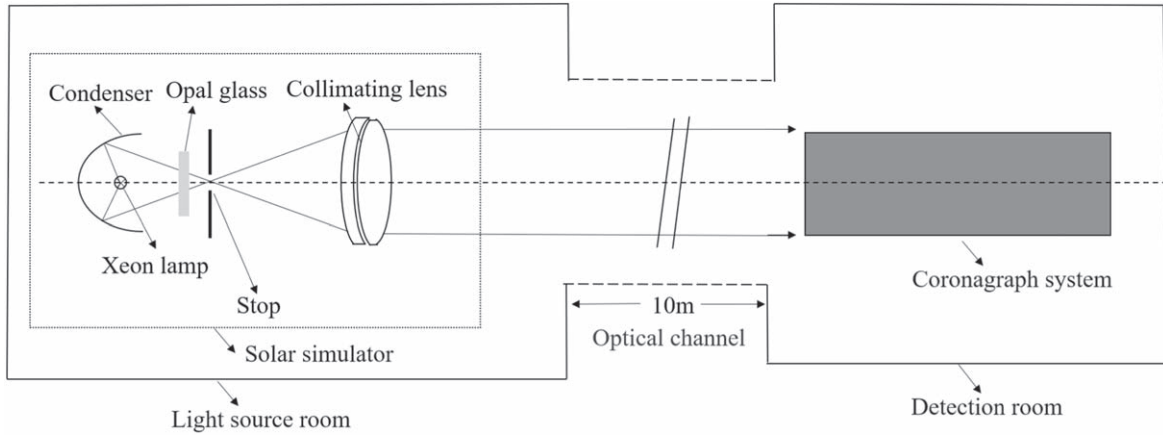 Condenser
Opal glass
Collimating lens
Xeon lamp
Stop
Solar simulator
Light source room
10m
Optical channel
Coronagraph system
Detection room